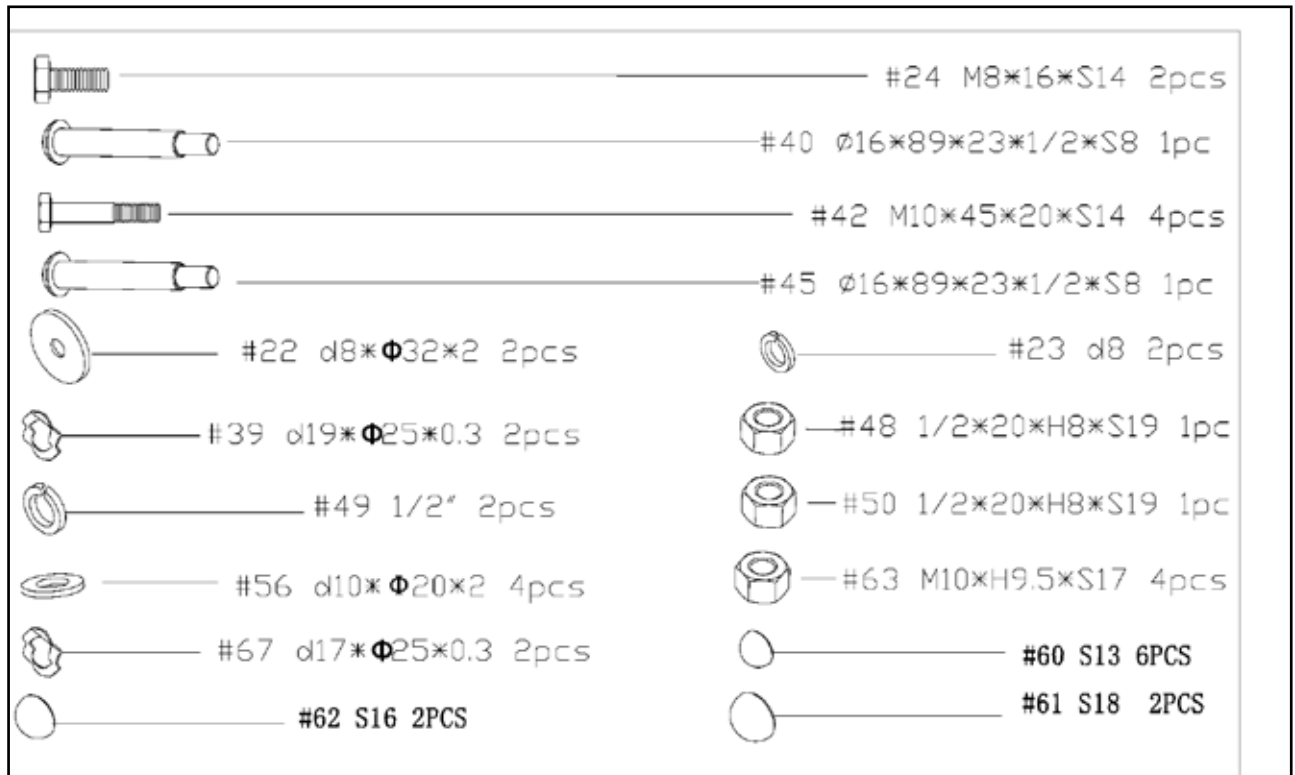 #24 M8*16*S14 2pcs
#40 Ø16*89*23*1/2*S8 1pc
#42 M10*45*20*S14 4pcs
#45 Ø16*89*23*1/2*S8 1pc
#22 d8*Φ32*2 2pcs
#23 d8 2pcs
#39 d19*Φ25*0.3 2pcs
#48 1/2*20*H8*S19 1pc
#49 1/2" 2pcs
#50 1/2*20*H8*S19 1pc
#56 d10*Φ20*2 4pcs
#63 M10*H9.5*S17 4pcs
#67 d17*Φ25*0.3 2pcs
#60 S13 6PCS
#62 S16 2PCS
#61 S18 2PCS